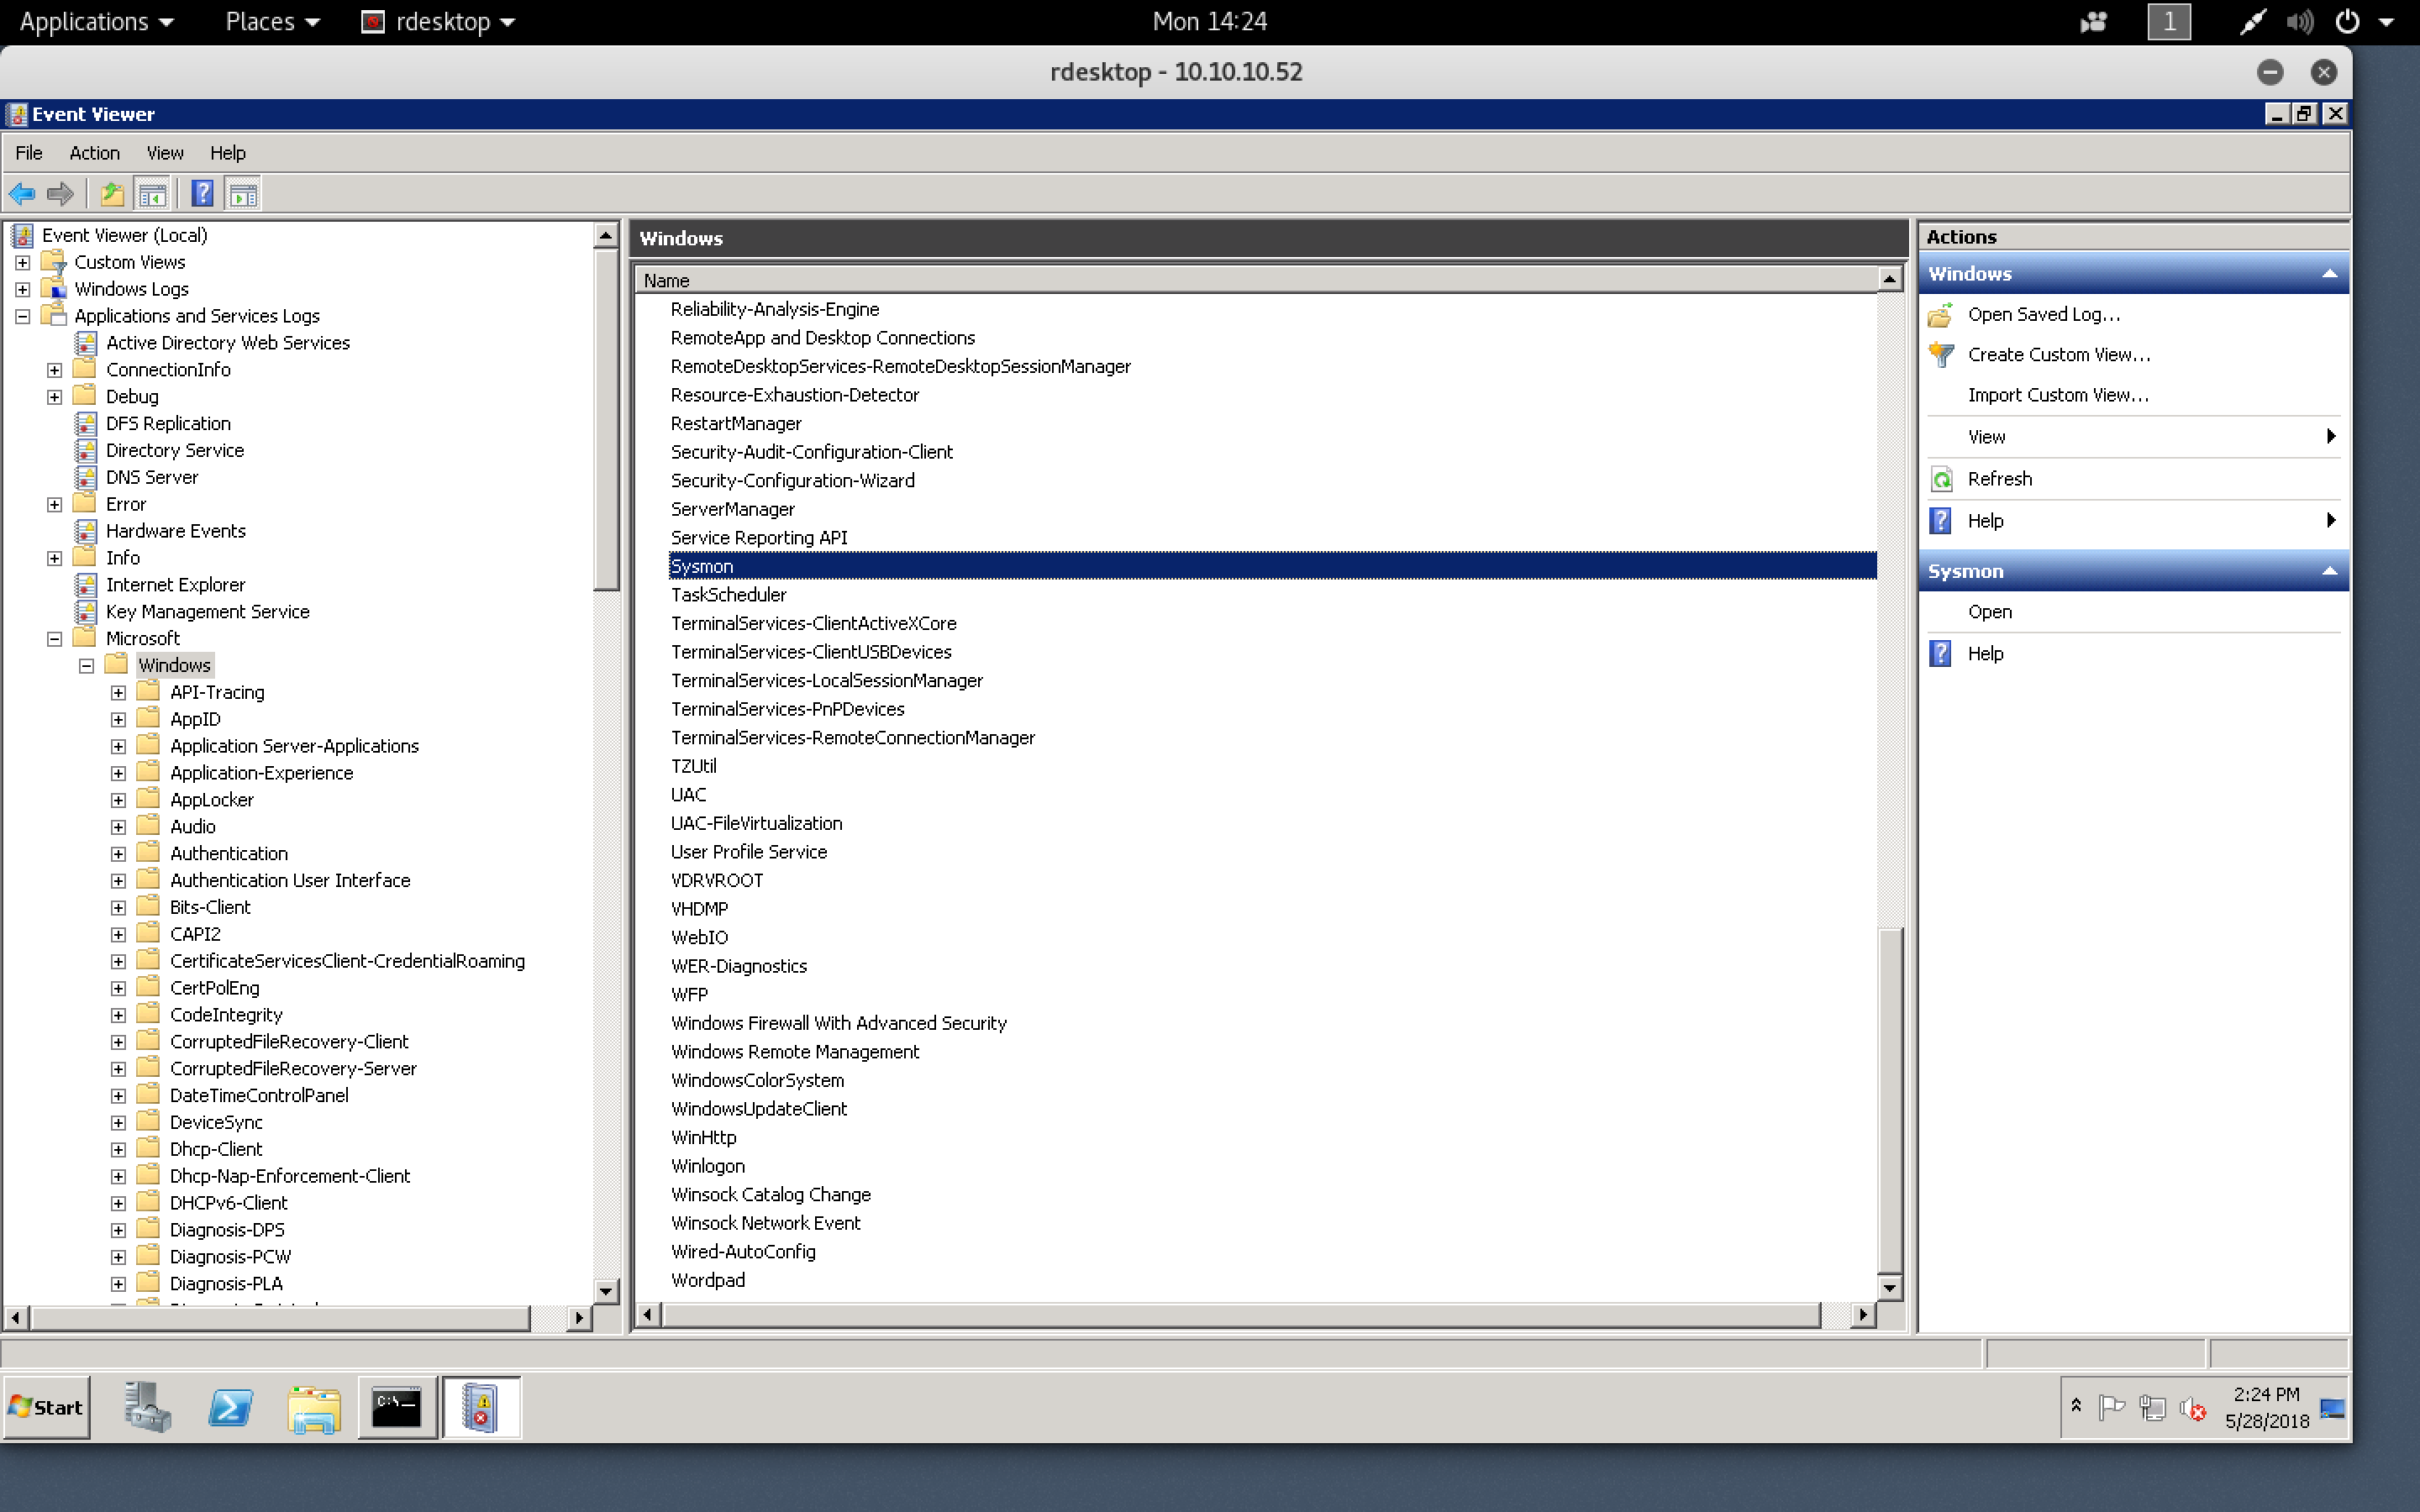 Applications Places rdesktop Mon 14:24 1
rdesktop - 10.10.10.52
Event Viewer
File Action View Help
Event Viewer (Local)
Custom Views
Windows Logs
Applications and Services Logs
Active Directory Web Services
ConnectionInfo
Debug
DFS Replication
Directory Service
DNS Server
Error
Hardware Events
Info
Internet Explorer
Key Management Service
Microsoft
Windows
API-Tracing
AppID
Application Server-Applications
Application-Experience
AppLocker
Audio
Authentication
Authentication User Interface
Bits-Client
CAPI2
CertificateServicesClient-CredentialRoaming
CertPolEng
CodeIntegrity
CorruptedFileRecovery-Client
CorruptedFileRecovery-Server
DateTimeControlPanel
DeviceSync
Dhcp-Client
Dhcp-Nap-Enforcement-Client
DHCPv6-Client
Diagnosis-DPS
Diagnosis-PCW
Diagnosis-PLA
Windows
Name
Reliability-Analysis-Engine
RemoteApp and Desktop Connections
RemoteDesktopServices-RemoteDesktopSessionManager
Resource-Exhaustion-Detector
RestartManager
Security-Audit-Configuration-Client
Security-Configuration-Wizard
ServerManager
Service Reporting API
Sysmon
TaskScheduler
TerminalServices-ClientActiveXCore
TerminalServices-ClientUSBDevices
TerminalServices-LocalSessionManager
TerminalServices-PnPDevices
TerminalServices-RemoteConnectionManager
TZUtil
UAC
UAC-FileVirtualization
User Profile Service
VDRVROOT
VHDMP
WebIO
WER-Diagnostics
WFP
Windows Firewall With Advanced Security
Windows Remote Management
WindowsColorSystem
WindowsUpdateClient
WinHttp
Winlogon
Winsock Catalog Change
Winsock Network Event
Wired-AutoConfig
Wordpad
Actions
Windows
Open Saved Log...
Create Custom View...
Import Custom View...
View
Refresh
Help
Sysmon
Open
Help
Start
C:\
2:24 PM
5/28/2018